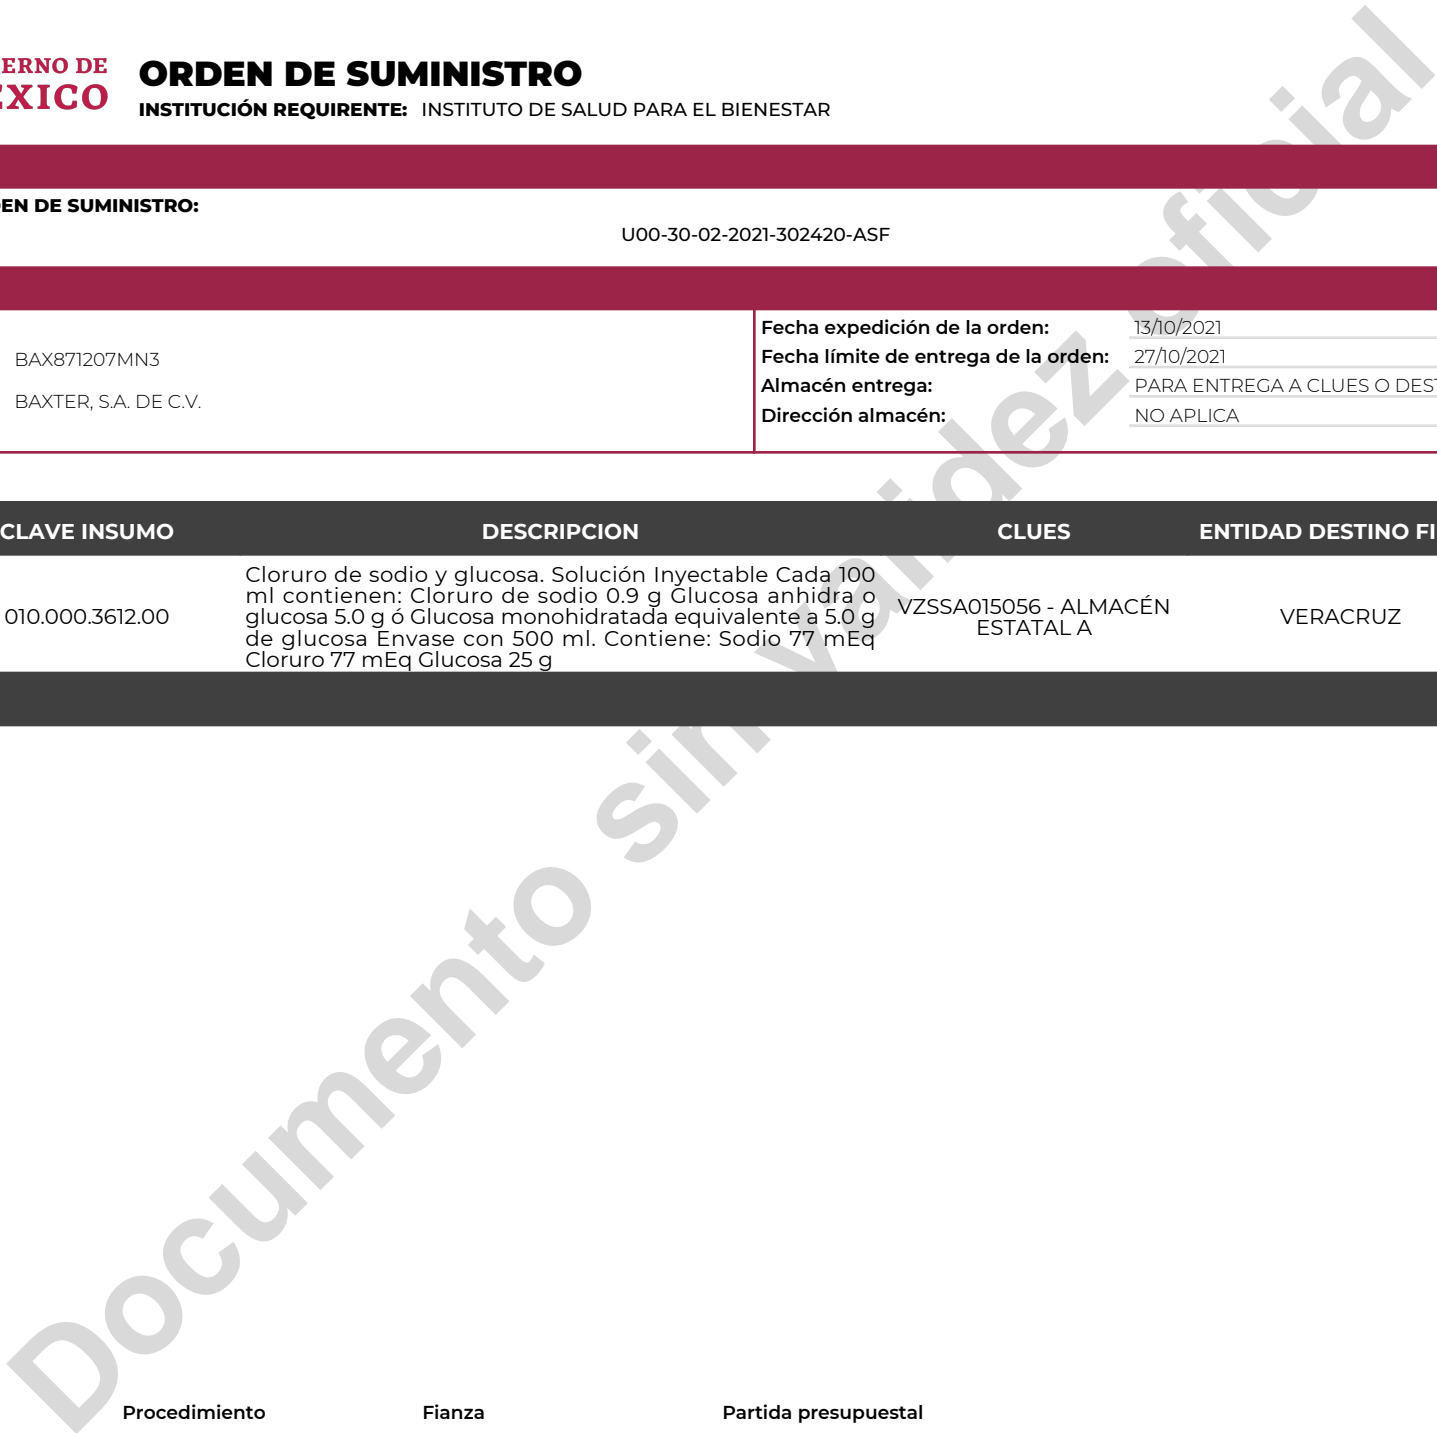 ERNO DE
EXICO
ORDEN DE SUMINISTRO
INSTITUCIÓN REQUIRENTE: INSTITUTO DE SALUD PARA EL BIENESTAR
EN DE SUMINISTRO:
U00-30-02-2021-302420-ASF
BAX871207MN3
BAXTER, S.A. DE C.V.
Fecha expedición de la orden: 13/10/2021
Fecha límite de entrega de la orden: 27/10/2021
Almacén entrega: PARA ENTREGA A CLUES O DEST
Dirección almacén: NO APLICA
CLAVE INSUMO DESCRIPCION CLUES ENTIDAD DESTINO FI
010.000.3612.00
Cloruro de sodio y glucosa. Solución Inyectable Cada 100
ml contienen: Cloruro de sodio 0.9 g Glucosa anhidra o
glucosa 5.0 g ó Glucosa monohidratada equivalente a 5.0 g
de glucosa Envase con 500 ml. Contiene: Sodio 77 mEq
Cloruro 77 mEq Glucosa 25 g
VZSSA015056 - ALMACÉN
ESTATAL A
VERACRUZ
Documento sin validez oficial
Procedimiento Fianza Partida presupuestal